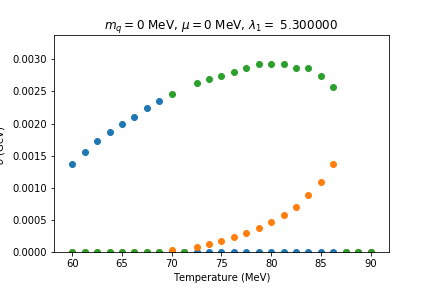 $m_q = 0$ MeV, $\mu = 0$ MeV, $\lambda_1 =$ 5.300000
0.0030
0.0025
0.0020
0.0015
0.0010
0.0005
0.0000
60 65 70 75 80 85 90
Temperature (MeV)